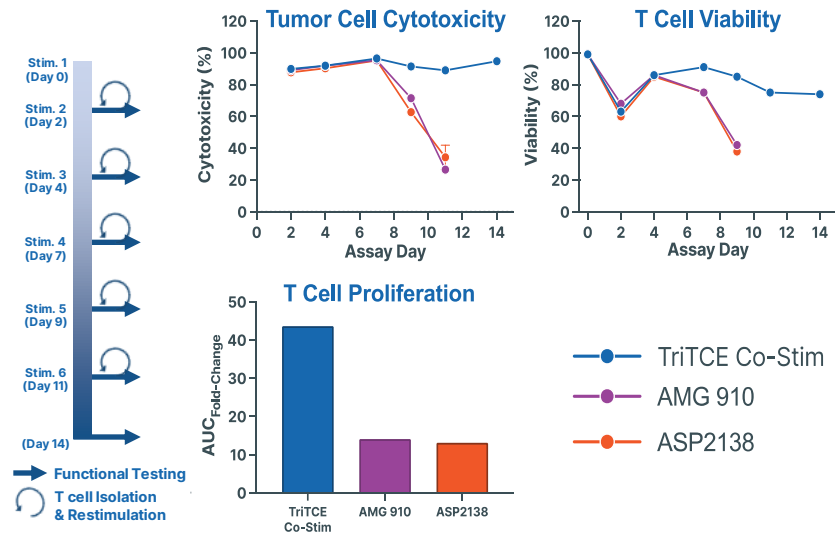 Stim. 1
(Day 0)
Stim. 2
(Day 2)
Stim. 3
(Day 4)
Stim. 4
(Day 7)
Stim. 5
(Day 9)
Stim. 6
(Day 11)
(Day 14)
Functional Testing
T cell Isolation
& Restimulation
Tumor Cell Cytotoxicity
Cytotoxicity (%)
120
100
80
60
40
20
0
0 2 4 6 8 10 12 14
Assay Day
T Cell Viability
Viability (%)
120
100
80
60
40
20
0
0 2 4 6 8 10 12 14
Assay Day
T Cell Proliferation
AUC Fold-Change
50
40
30
20
10
0
TriTCE
Co-Stim
AMG 910
ASP2138
TriTCE Co-Stim
AMG 910
ASP2138